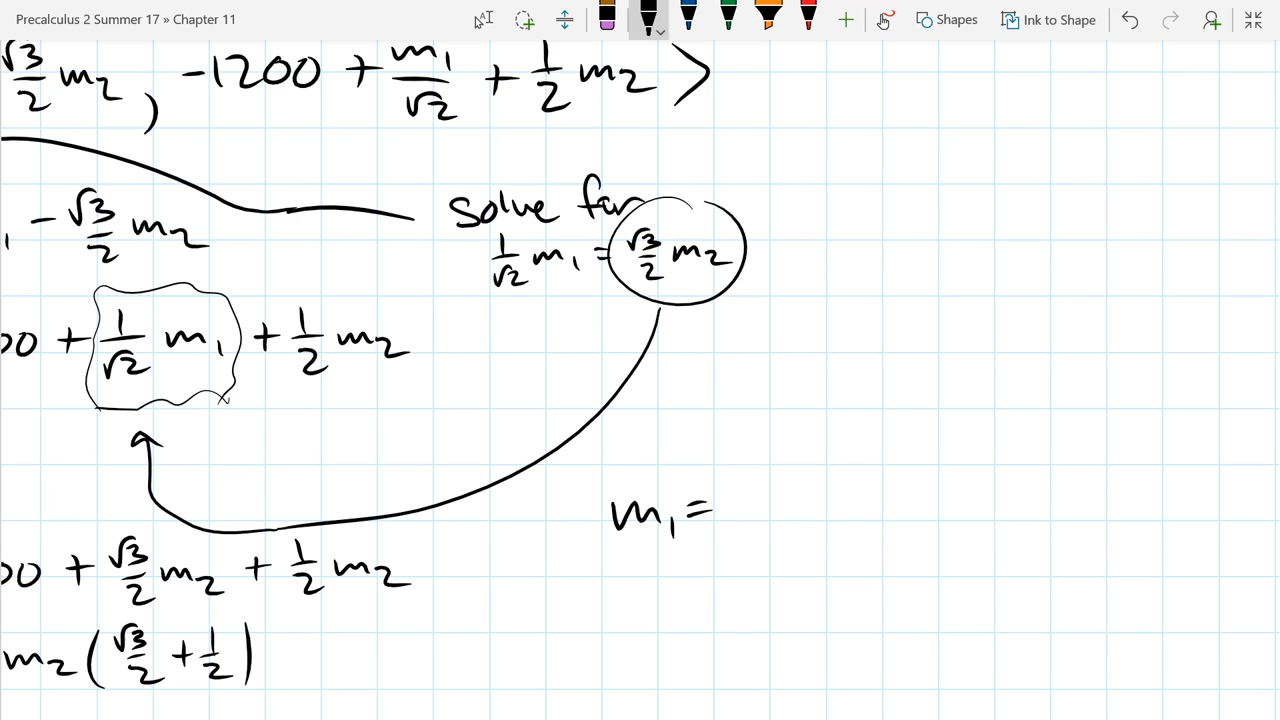 Precalculus 2 Summer 17 » Chapter 11
Shapes
Ink to Shape
√3/2 m₂, -1200 + m₁/√2 + 1/2 m₂ >
- √3/2 m₂
solve for
1/√2 m₁ = √3/2 m₂
00 + 1/√2 m₁ + 1/2 m₂
m₁ =
00 + √3/2 m₂ + 1/2 m₂
m₂ (√3/2 + 1/2)